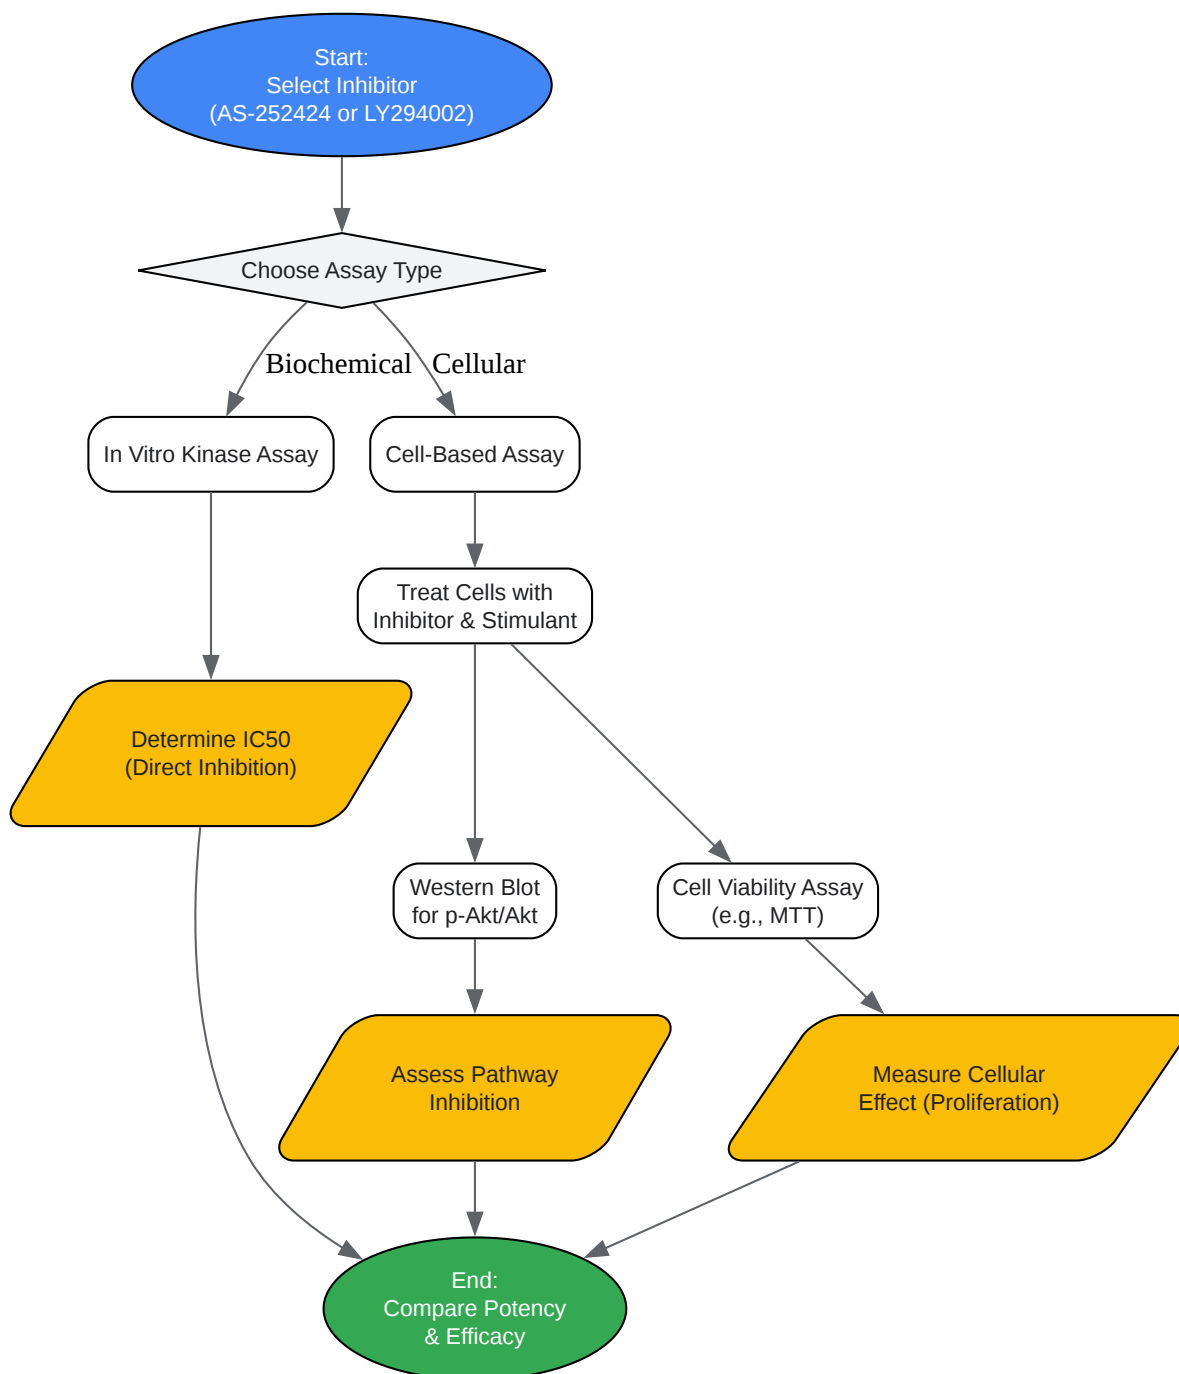 Start:
Select Inhibitor
(AS-252424 or LY294002)
Choose Assay Type
Biochemical
Cellular
In Vitro Kinase Assay
Cell-Based Assay
Treat Cells with
Inhibitor & Stimulant
Determine IC50
(Direct Inhibition)
Western Blot
for p-Akt/Akt
Cell Viability Assay
(e.g., MTT)
Assess Pathway
Inhibition
Measure Cellular
Effect (Proliferation)
End:
Compare Potency
& Efficacy